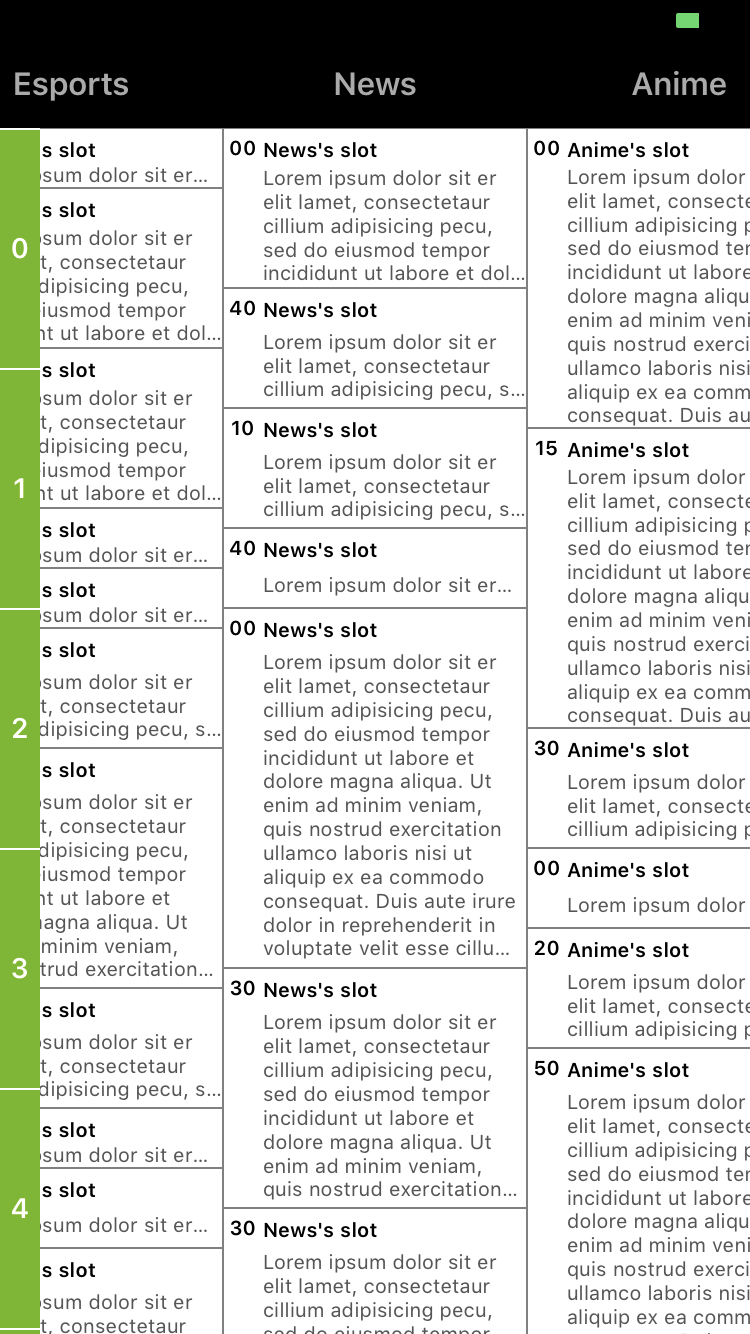 Esports
News
Anime
0
1
2
3
4
s slot
sum dolor sit er...
s slot
sum dolor sit er
t, consectetaur
dipisicing pecu,
eiusmod tempor
nt ut labore et dol...
s slot
sum dolor sit er
t, consectetaur
dipisicing pecu,
eiusmod tempor
nt ut labore et dol...
s slot
sum dolor sit er...
s slot
sum dolor sit er...
s slot
sum dolor sit er
t, consectetaur
dipisicing pecu, s...
s slot
sum dolor sit er
t, consectetaur
dipisicing pecu,
eiusmod tempor
nt ut labore et
magna aliqua. Ut
minim veniam,
trud exercitation...
s slot
sum dolor sit er
t, consectetaur
dipisicing pecu, s...
s slot
sum dolor sit er...
s slot
sum dolor sit er...
s slot
sum dolor sit er
t, consectetaur
00 News's slot
Lorem ipsum dolor sit er
elit lamet, consectetaur
cillium adipisicing pecu,
sed do eiusmod tempor
incididunt ut labore et dol...
40 News's slot
Lorem ipsum dolor sit er
elit lamet, consectetaur
cillium adipisicing pecu, s...
10 News's slot
Lorem ipsum dolor sit er
elit lamet, consectetaur
cillium adipisicing pecu, s...
40 News's slot
Lorem ipsum dolor sit er...
00 News's slot
Lorem ipsum dolor sit er
elit lamet, consectetaur
cillium adipisicing pecu,
sed do eiusmod tempor
incididunt ut labore et
dolore magna aliqua. Ut
enim ad minim veniam,
quis nostrud exercitation
ullamco laboris nisi ut
aliquip ex ea commodo
consequat. Duis aute irure
dolor in reprehenderit in
voluptate velit esse cillu...
30 News's slot
Lorem ipsum dolor sit er
elit lamet, consectetaur
cillium adipisicing pecu,
sed do eiusmod tempor
incididunt ut labore et
dolore magna aliqua. Ut
enim ad minim veniam,
quis nostrud exercitation...
30 News's slot
Lorem ipsum dolor sit er
elit lamet, consectetaur
cillium adipisicing pecu,
sed do eiusmod tempor
00 Anime's slot
Lorem ipsum dolor
elit lamet, consecte
cillium adipisicing p
sed do eiusmod tem
incididunt ut labore
dolore magna aliqu
enim ad minim veni
quis nostrud exerci
ullamco laboris nisi
aliquip ex ea comm
consequat. Duis au
15 Anime's slot
Lorem ipsum dolor
elit lamet, consecte
cillium adipisicing p
sed do eiusmod tem
incididunt ut labore
dolore magna aliqu
enim ad minim veni
quis nostrud exerci
ullamco laboris nisi
aliquip ex ea comm
consequat. Duis au
30 Anime's slot
Lorem ipsum dolor
elit lamet, consecte
cillium adipisicing p
00 Anime's slot
Lorem ipsum dolor
20 Anime's slot
Lorem ipsum dolor
elit lamet, consecte
cillium adipisicing p
50 Anime's slot
Lorem ipsum dolor
elit lamet, consecte
cillium adipisicing p
sed do eiusmod tem
incididunt ut labore
dolore magna aliqu
enim ad minim veni
quis nostrud exerci
ullamco laboris nisi
aliquip ex ea comm